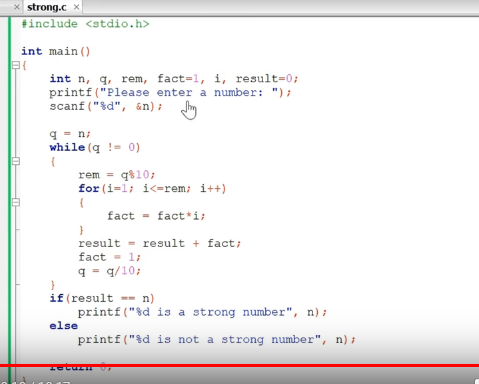 strong.c
#include <stdio.h>
int main()
{
int n, q, rem, fact=1, i, result=0;
printf("Please enter a number: ");
scanf("%d", &n);
q = n;
while(q != 0)
{
rem = q%10;
for(i=1; i<=rem; i++)
{
fact = fact*i;
}
result = result + fact;
fact = 1;
q = q/10;
}
if(result == n)
printf("%d is a strong number", n);
else
printf("%d is not a strong number", n);
return 0;